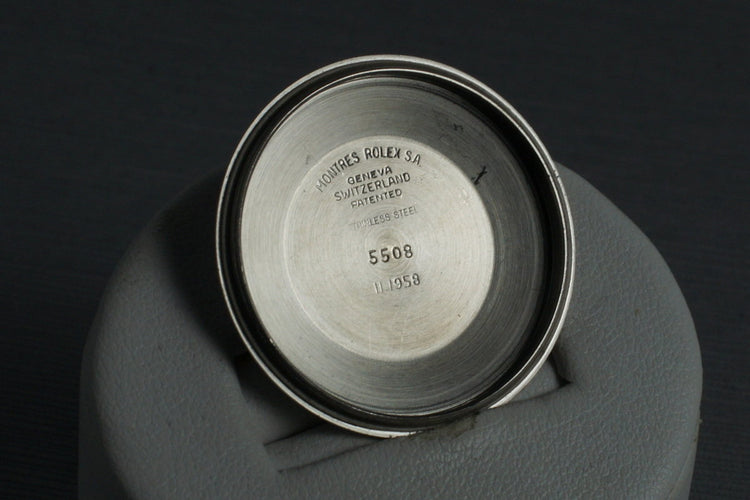 MONTRES ROLEX S.A.
GENEVA
SWITZERLAND
PATENTED
STAINLESS STEEL
5508
II.1958